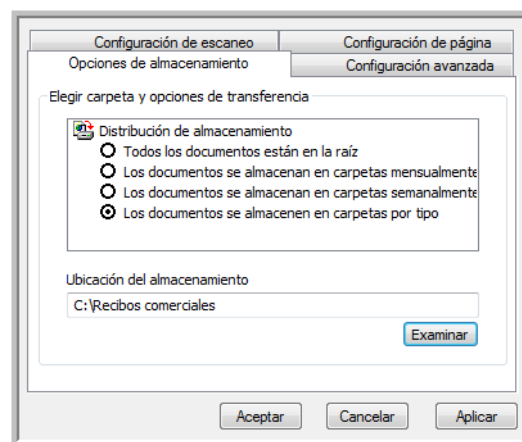 Configuración de escaneo
Configuración de página
Opciones de almacenamiento
Configuración avanzada
Elegir carpeta y opciones de transferencia
Distribución de almacenamiento
Todos los documentos están en la raíz
Los documentos se almacenan en carpetas mensualmente
Los documentos se almacenan en carpetas semanalmente
Los documentos se almacenen en carpetas por tipo
Ubicación del almacenamiento
C:\Recibos comerciales
Examinar
Aceptar
Cancelar
Aplicar